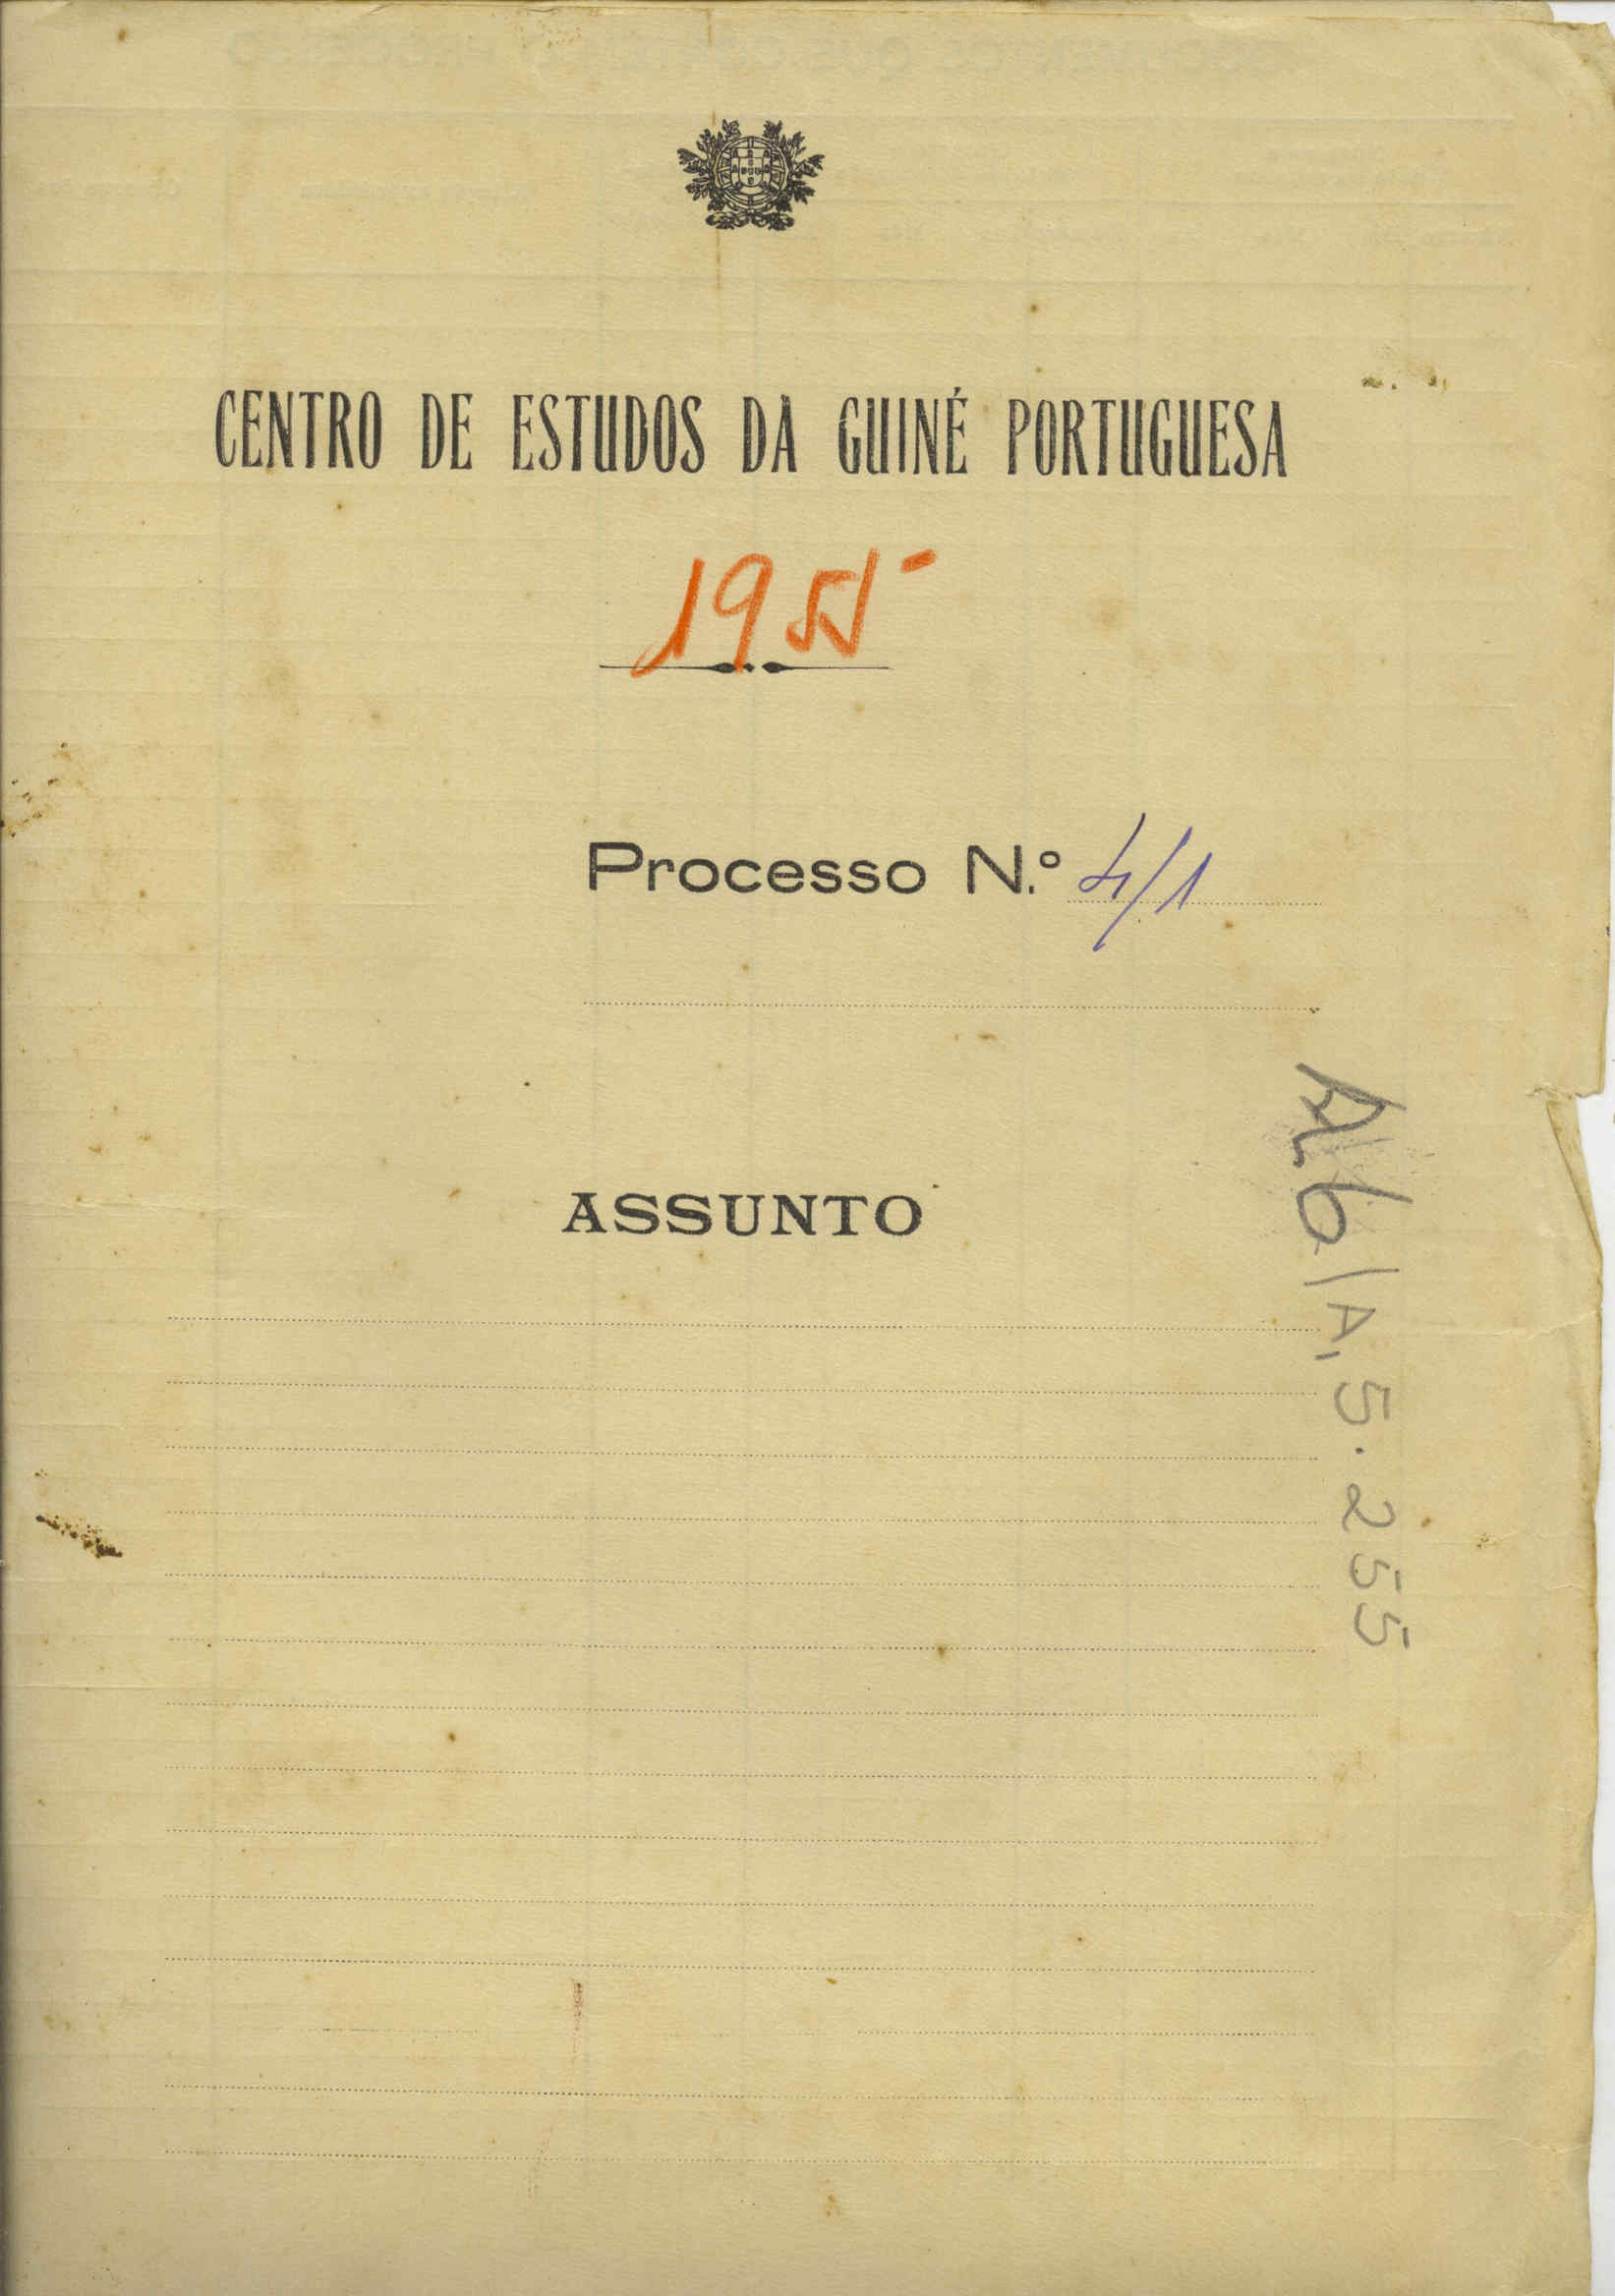 CENTRO DE ESTUDOS DA GUINÉ PORTUGUESA
1955
Processo N.º 4/1
ASSUNTO
A6/A, 5.255